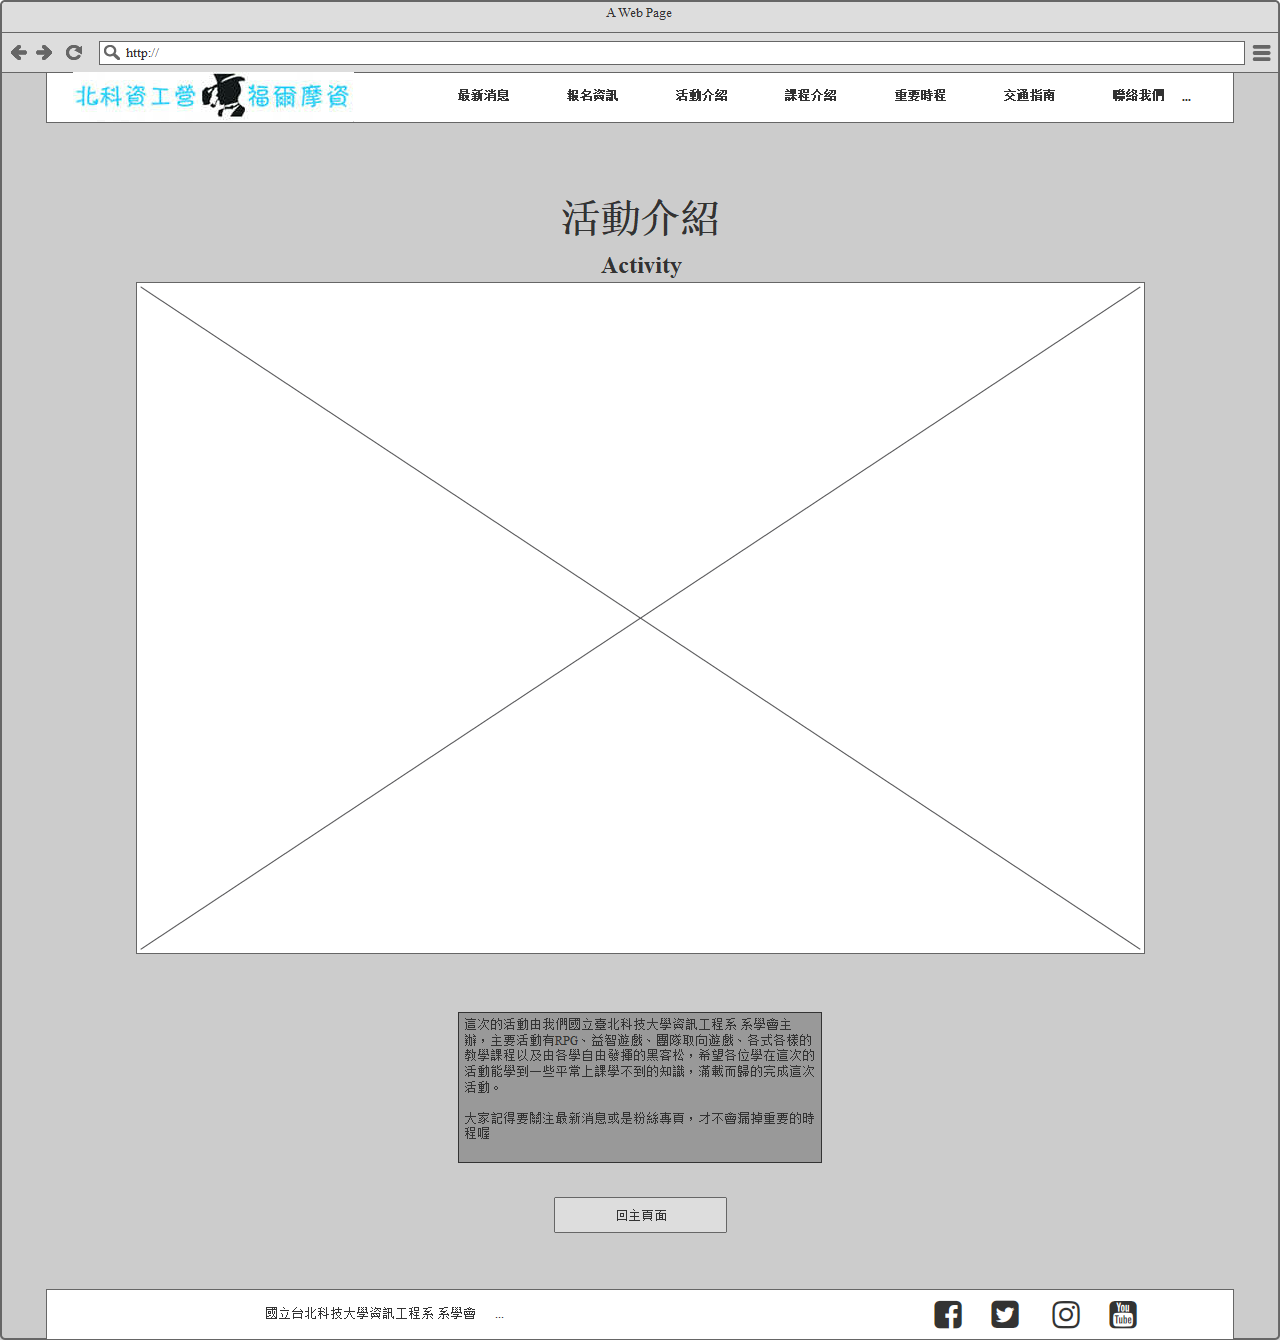 A Web Page
http://
北科資工營 福爾摩資
最新消息 報名資訊 活動介紹 課程介紹 重要時程 交通指南 聯絡我們 ...
活動介紹
Activity
這次的活動由我們國立臺北科技大學資訊工程系 系學會主
辦，主要活動有RPG、益智遊戲、團隊取向遊戲、各式各樣的
教學課程以及由各學自由發揮的黑客松，希望各位學在這次的
活動能學到一些平常上課學不到的知識，滿載而歸的完成這次
活動。
大家記得要關注最新消息或是粉絲專頁，才不會漏掉重要的時
程喔
回主頁面
國立台北科技大學資訊工程系 系學會 ...
You
Tube